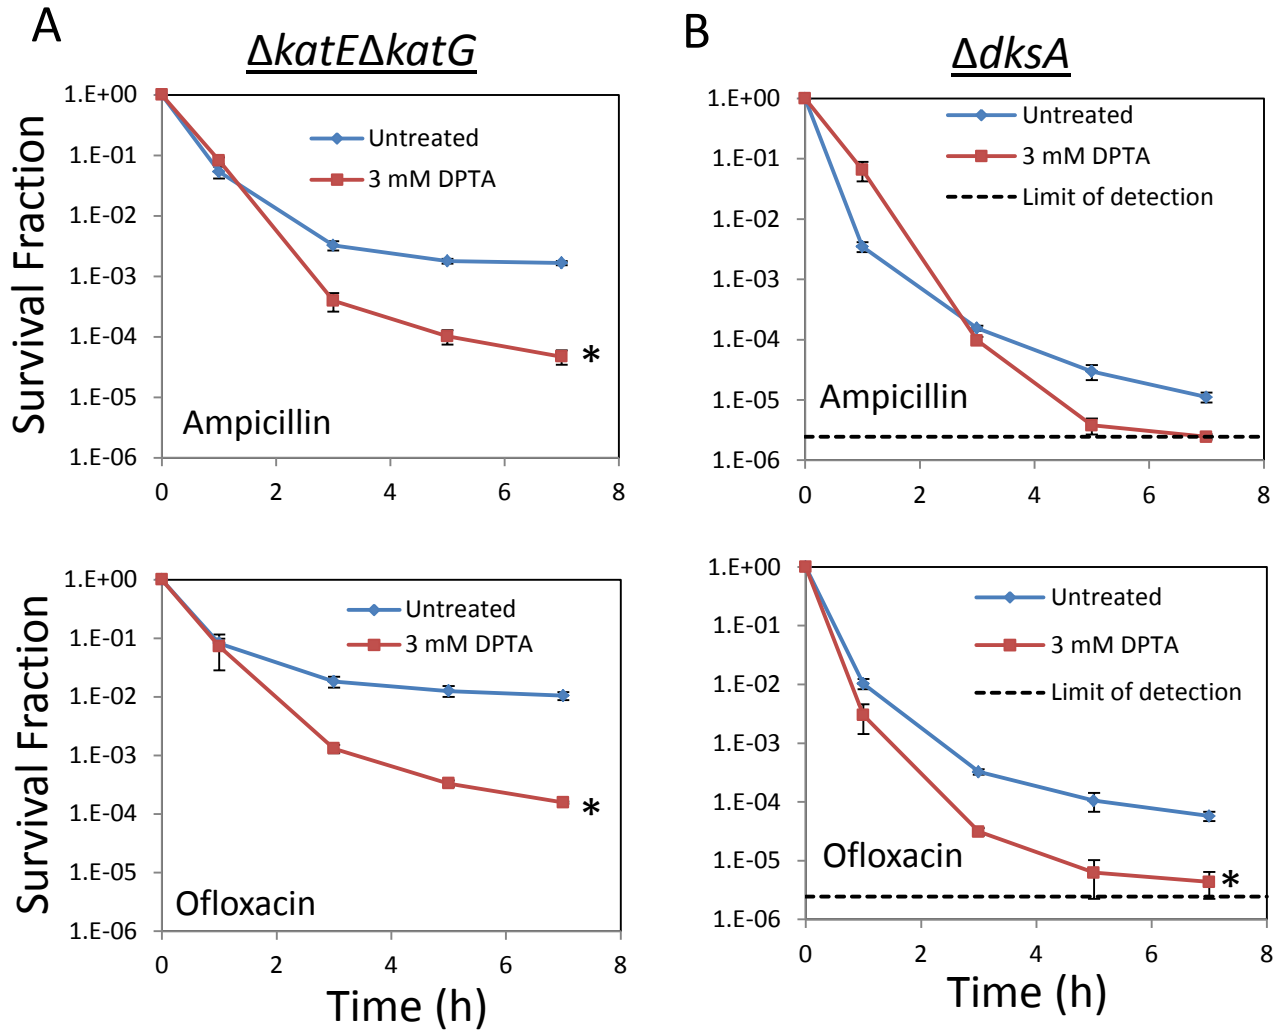 A
ΔkatEΔkatG
Survival Fraction
1.E+00
1.E-01
1.E-02
1.E-03
1.E-04
1.E-05
1.E-06
Untreated
3 mM DPTA
*
Ampicillin
0 2 4 6 8
B
ΔdksA
1.E+00
1.E-01
1.E-02
1.E-03
1.E-04
1.E-05
1.E-06
Untreated
3 mM DPTA
Limit of detection
Ampicillin
0 2 4 6 8
Survival Fraction
1.E+00
1.E-01
1.E-02
1.E-03
1.E-04
1.E-05
1.E-06
Untreated
3 mM DPTA
*
Ofloxacin
0 2 4 6 8
Time (h)
1.E+00
1.E-01
1.E-02
1.E-03
1.E-04
1.E-05
1.E-06
Untreated
3 mM DPTA
Limit of detection
Ofloxacin
*
0 2 4 6 8
Time (h)